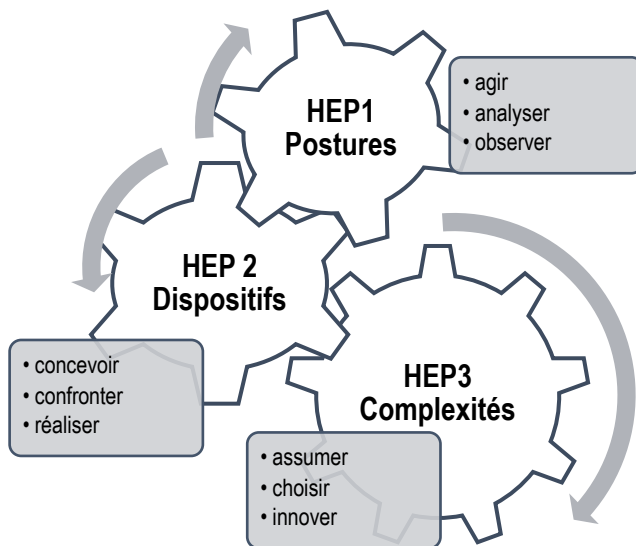 HEP1
Postures
• agir
• analyser
• observer
HEP 2
Dispositifs
• concevoir
• confronter
• réaliser
HEP3
Complexités
• assumer
• choisir
• innover